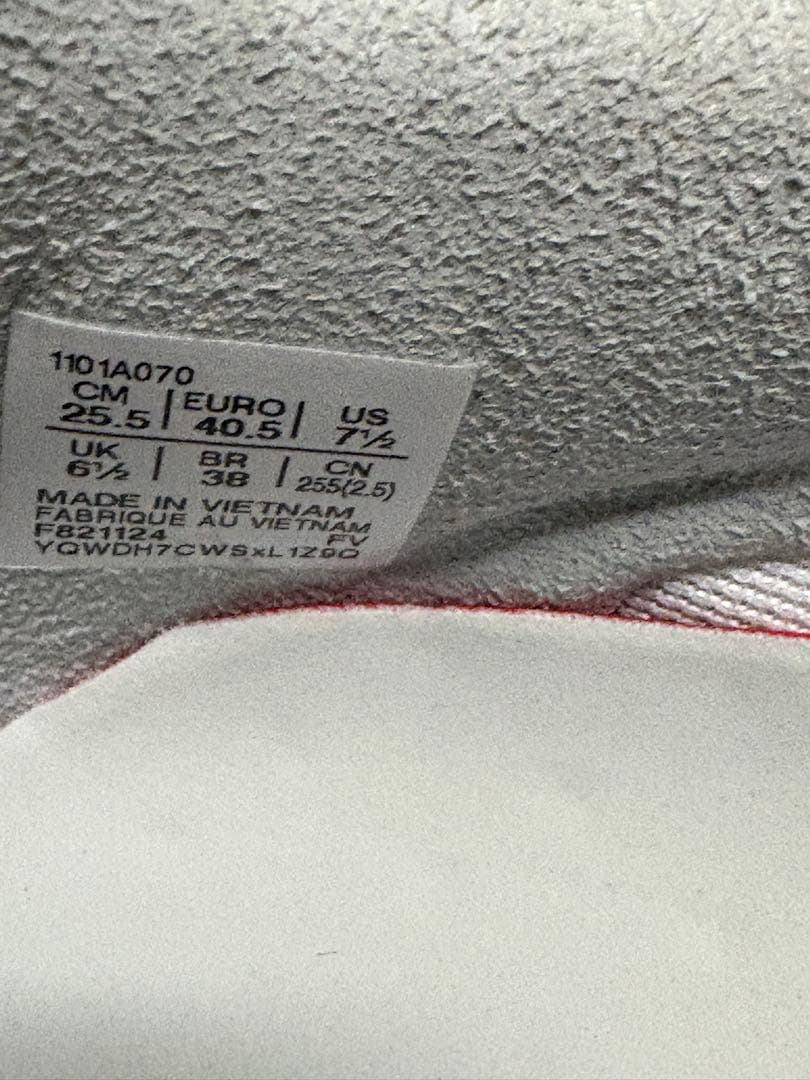 1101A070
CM | EURO | US
25.5 | 40.5 | 7½
UK | BR | CN
6½ | 38 | 255(2.5)
MADE IN VIETNAM
FABRIQUE AU VIETNAM
F821124 FV